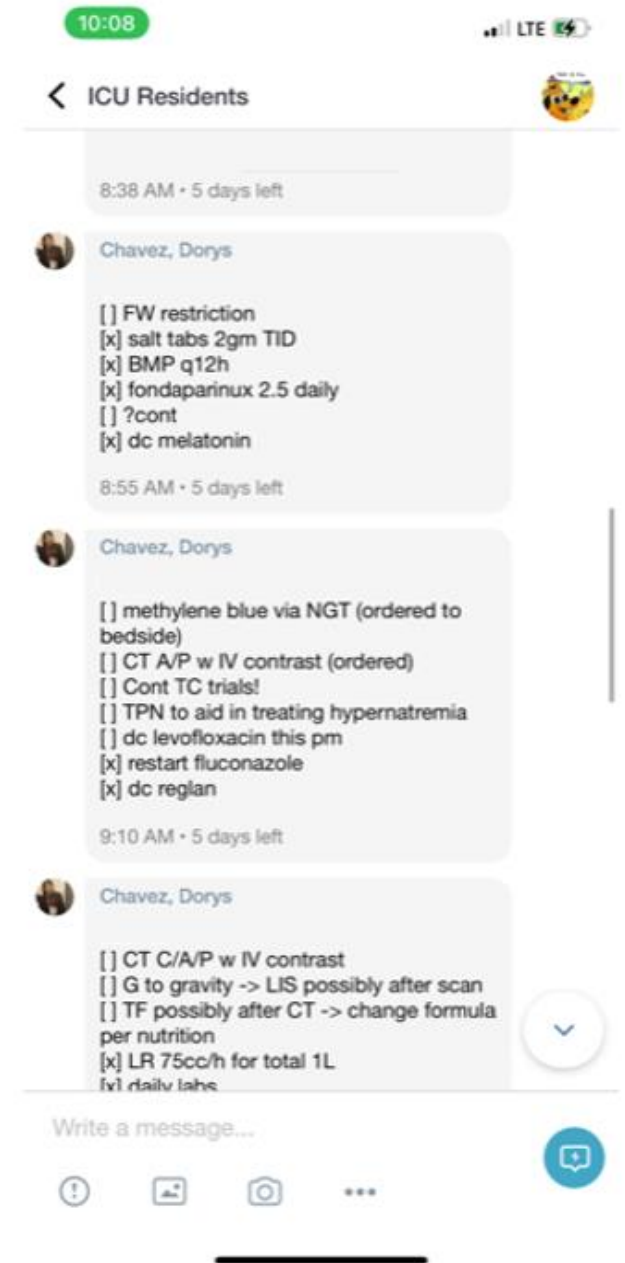 10:08
LTE
ICU Residents
8:38 AM • 5 days left
Chavez, Dorys
[ ] FW restriction
[x] salt tabs 2gm TID
[x] BMP q12h
[x] fondaparinux 2.5 daily
[ ] ?cont
[x] dc melatonin
8:55 AM • 5 days left
Chavez, Dorys
[ ] methylene blue via NGT (ordered to
bedside)
[ ] CT A/P w IV contrast (ordered)
[ ] Cont TC trials!
[ ] TPN to aid in treating hypernatremia
[ ] dc levofloxacin this pm
[x] restart fluconazole
[x] dc reglan
9:10 AM • 5 days left
Chavez, Dorys
[ ] CT C/A/P w IV contrast
[ ] G to gravity -> LIS possibly after scan
[ ] TF possibly after CT -> change formula
per nutrition
[x] LR 75cc/h for total 1L
[x] daily labs
Write a message...